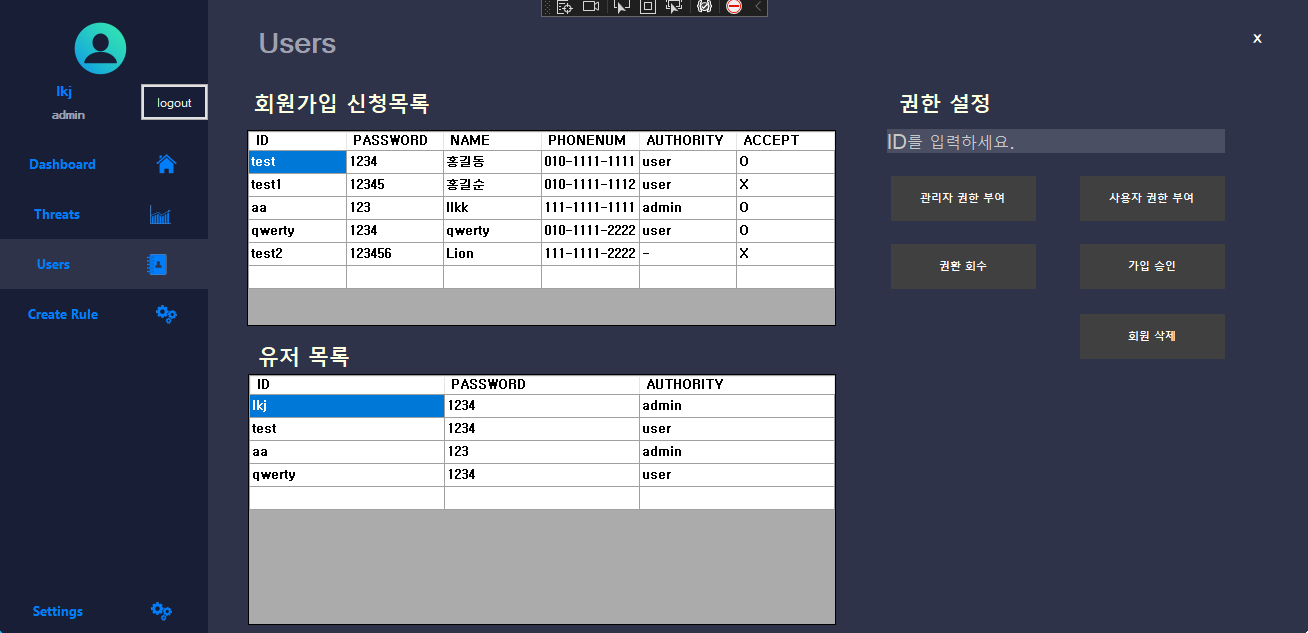 Users
x
lkj
admin
logout
Dashboard
Threats
Users
Create Rule
Settings
회원가입 신청목록
ID PASSWORD NAME PHONENUM AUTHORITY ACCEPT
test 1234 홍길동 010-1111-1111 user O
test1 12345 홍길순 010-1111-1112 user X
aa 123 llkk 111-1111-1111 admin O
qwerty 1234 qwerty 010-1111-2222 user O
test2 123456 Lion 111-1111-2222 - X
유저 목록
ID PASSWORD AUTHORITY
lkj 1234 admin
test 1234 user
aa 123 admin
qwerty 1234 user
권한 설정
ID를 입력하세요.
관리자 권한 부여
사용자 권한 부여
권환 회수
가입 승인
회원 삭제